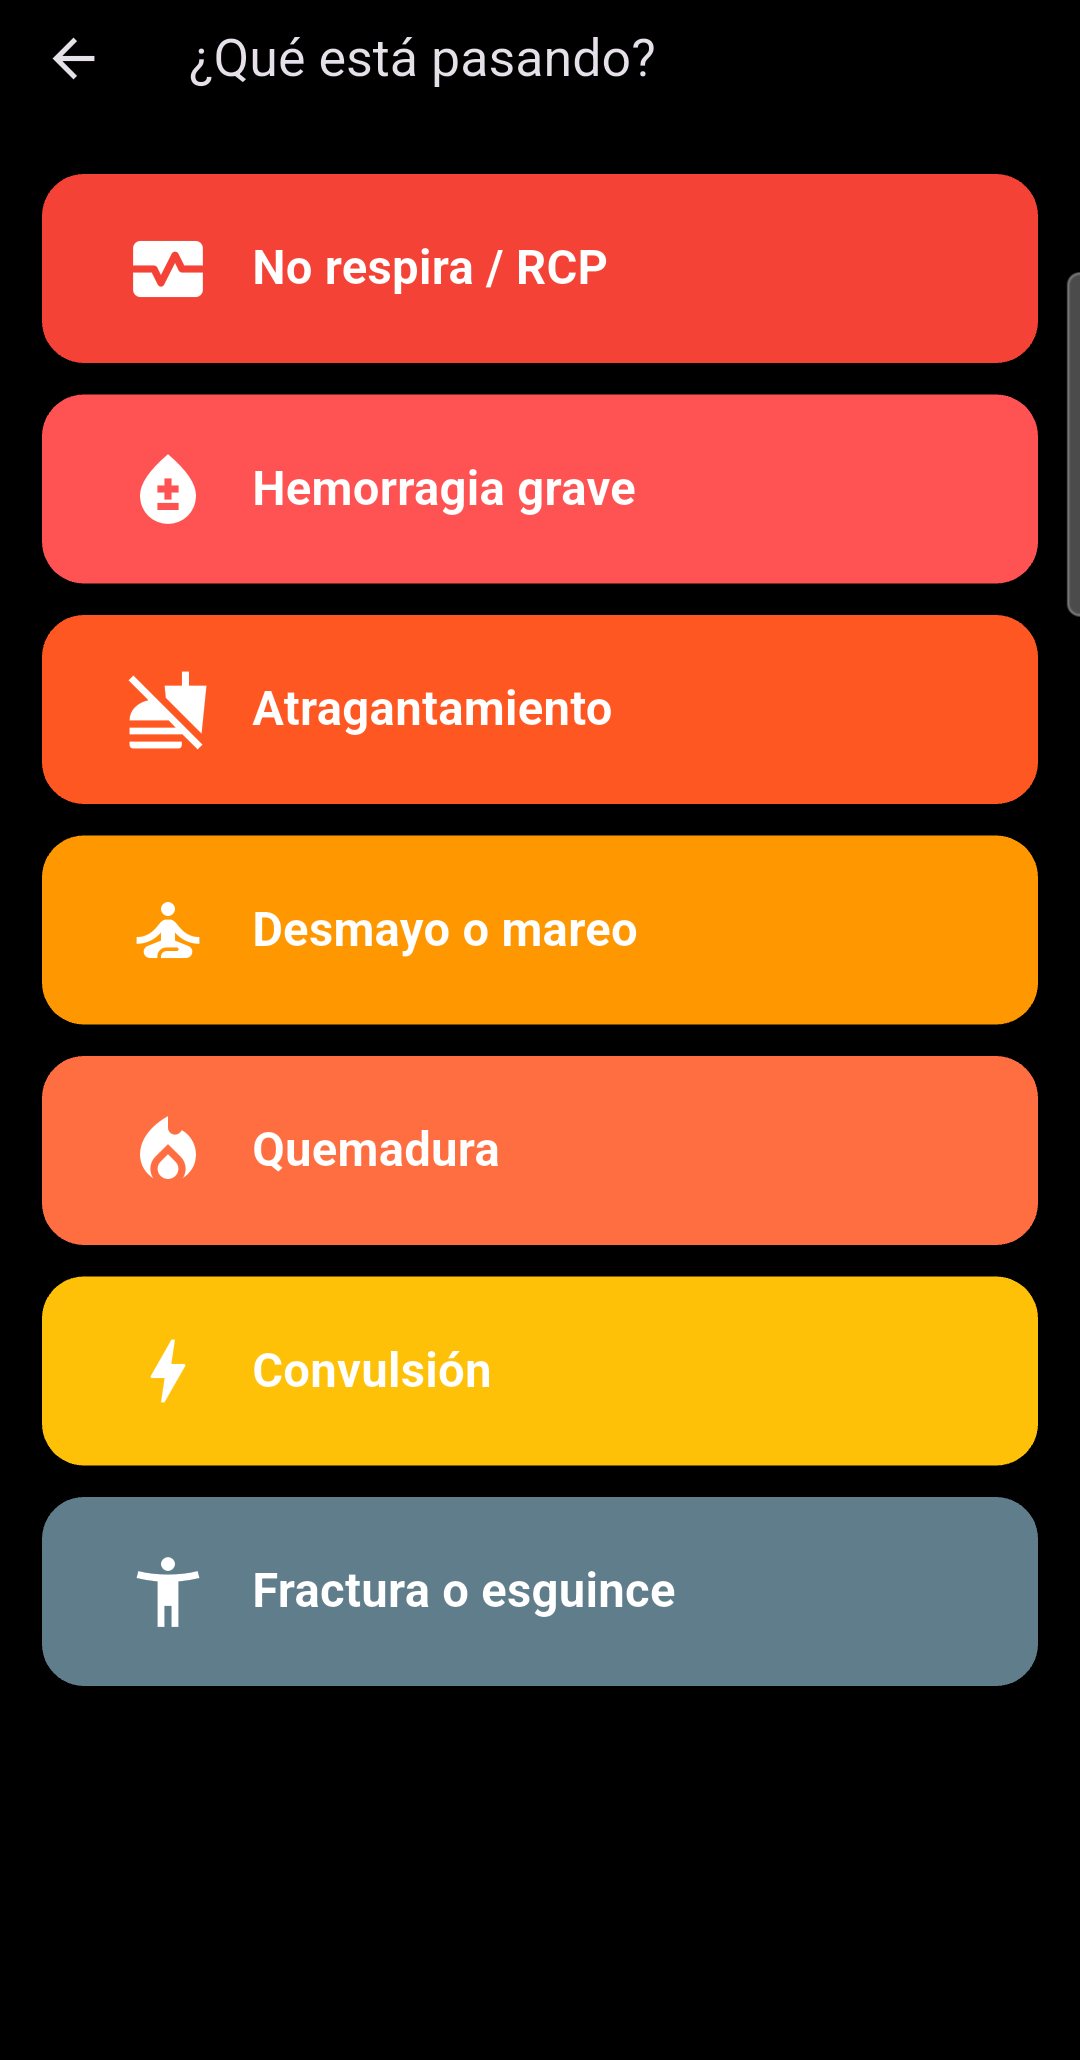 ¿Qué está pasando?
No respira / RCP
Hemorragia grave
Atragantamiento
Desmayo o mareo
Quemadura
Convulsión
Fractura o esguince